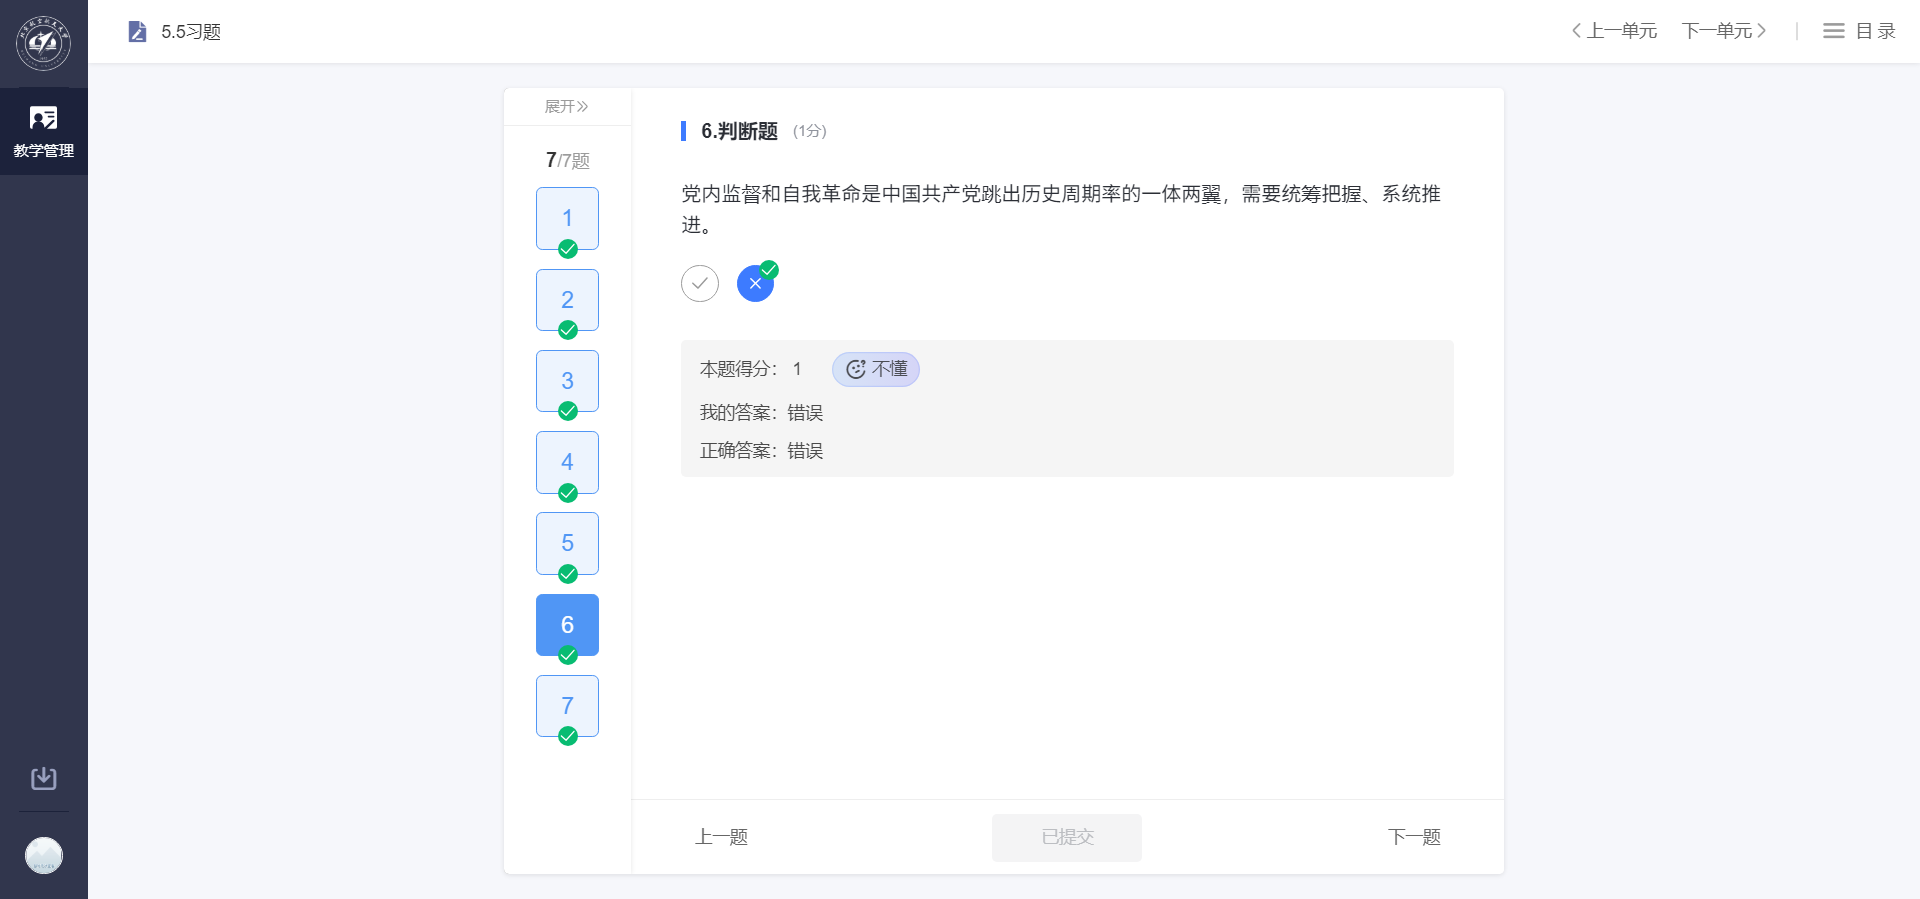 5.5习题
上一单元
下一单元
目录
教学管理
展开
7/7题
1
2
3
4
5
6
7
6.判断题 (1分)
党内监督和自我革命是中国共产党跳出历史周期率的一体两翼，需要统筹把握、系统推
进。
本题得分： 1 不懂
我的答案：错误
正确答案：错误
上一题
已提交
下一题